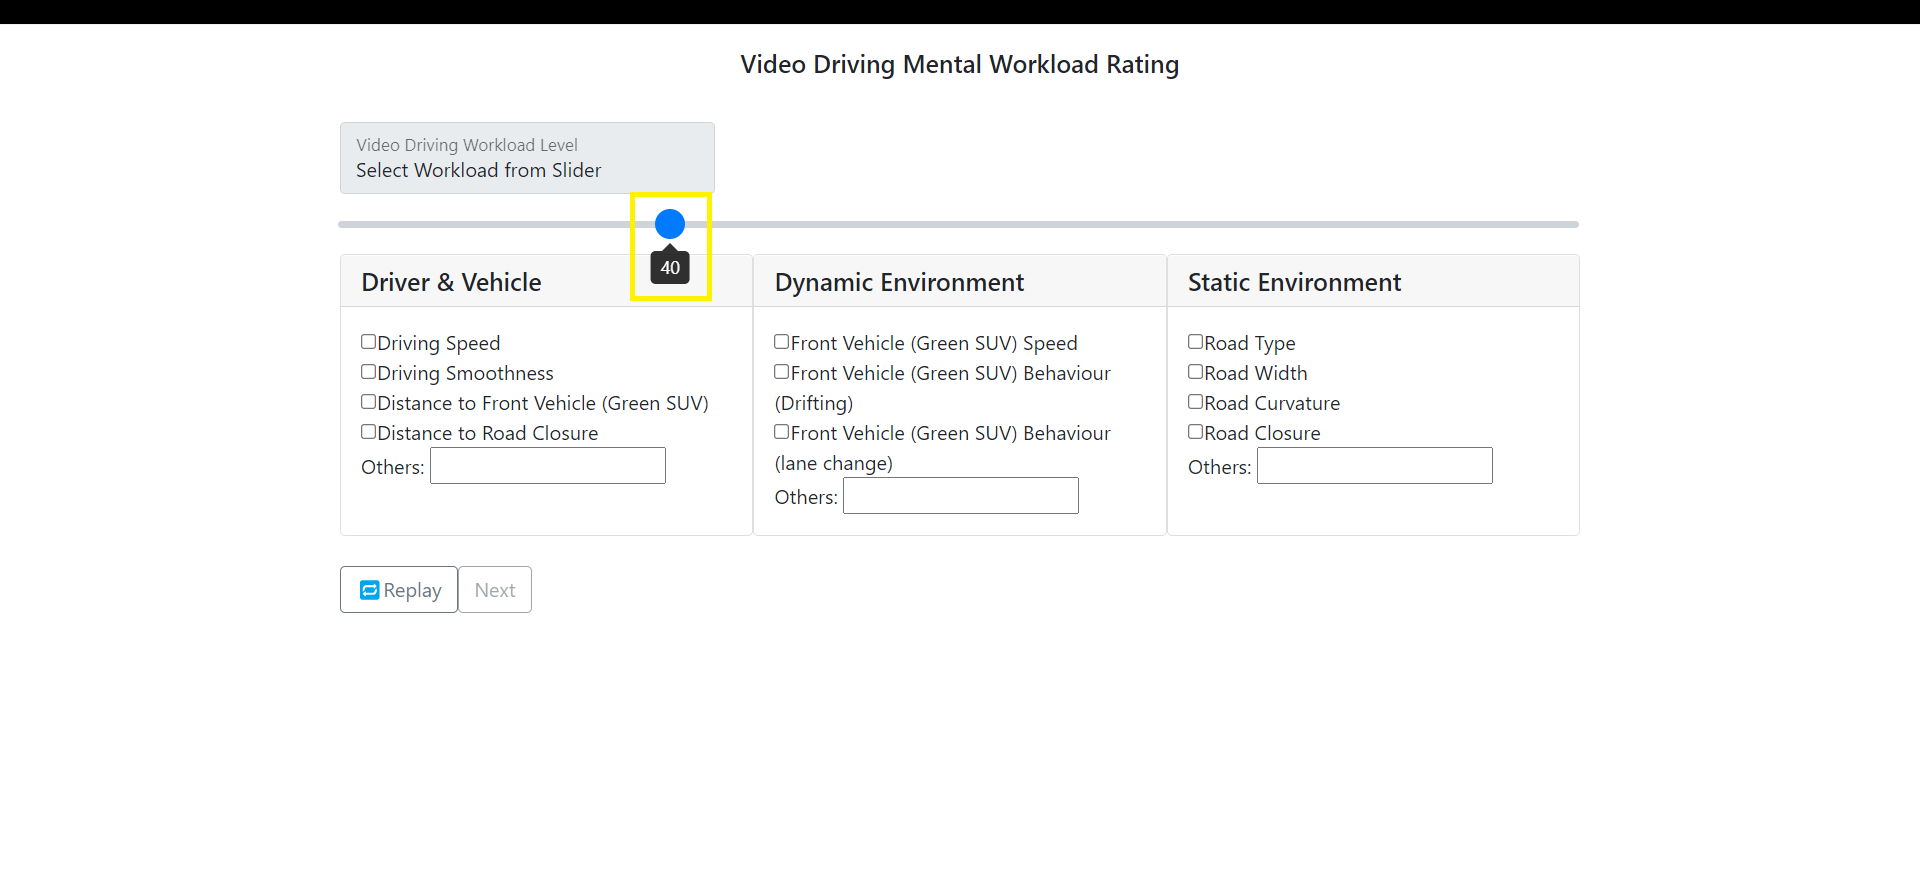 Video Driving Mental Workload Rating
Video Driving Workload Level
Select Workload from Slider
40
Driver & Vehicle
Driving Speed
Driving Smoothness
Distance to Front Vehicle (Green SUV)
Distance to Road Closure
Others:
Dynamic Environment
Front Vehicle (Green SUV) Speed
Front Vehicle (Green SUV) Behaviour
(Drifting)
Front Vehicle (Green SUV) Behaviour
(lane change)
Others:
Static Environment
Road Type
Road Width
Road Curvature
Road Closure
Others:
Replay
Next